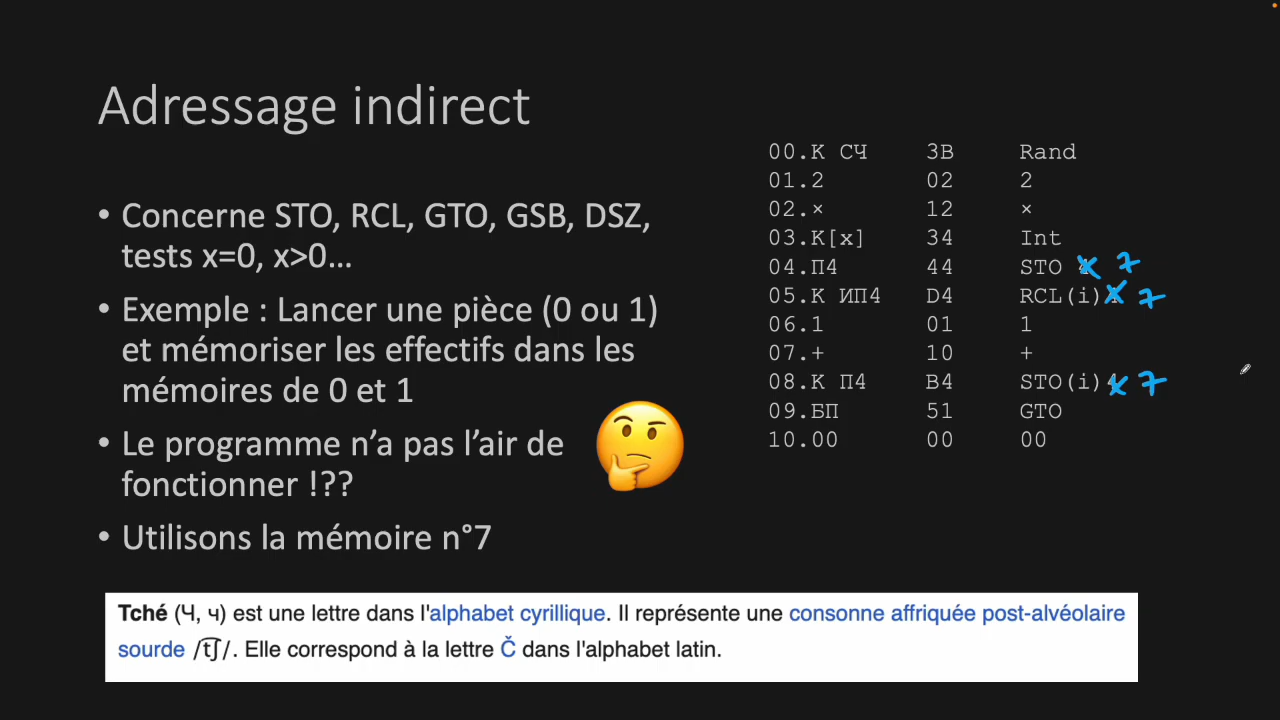 Adressage indirect
• Concerne STO, RCL, GTO, GSB, DSZ,
tests x=0, x>0…
• Exemple : Lancer une pièce (0 ou 1)
et mémoriser les effectifs dans les
mémoires de 0 et 1
• Le programme n’a pas l’air de
fonctionner !??
• Utilisons la mémoire n°7
00.К СЧ 3B Rand
01.2 02 2
02.× 12 ×
03.К[x] 34 Int
04.П4 44 STO 4 7
05.К ИП4 D4 RCL(i)4 7
06.1 01 1
07.+ 10 +
08.К П4 B4 STO(i)4 7
09.БП 51 GTO
10.00 00 00
Tché (Ч, ч) est une lettre dans l'alphabet cyrillique. Il représente une consonne affriquée post-alvéolaire
sourde /t͡ʃ/. Elle correspond à la lettre Č dans l'alphabet latin.